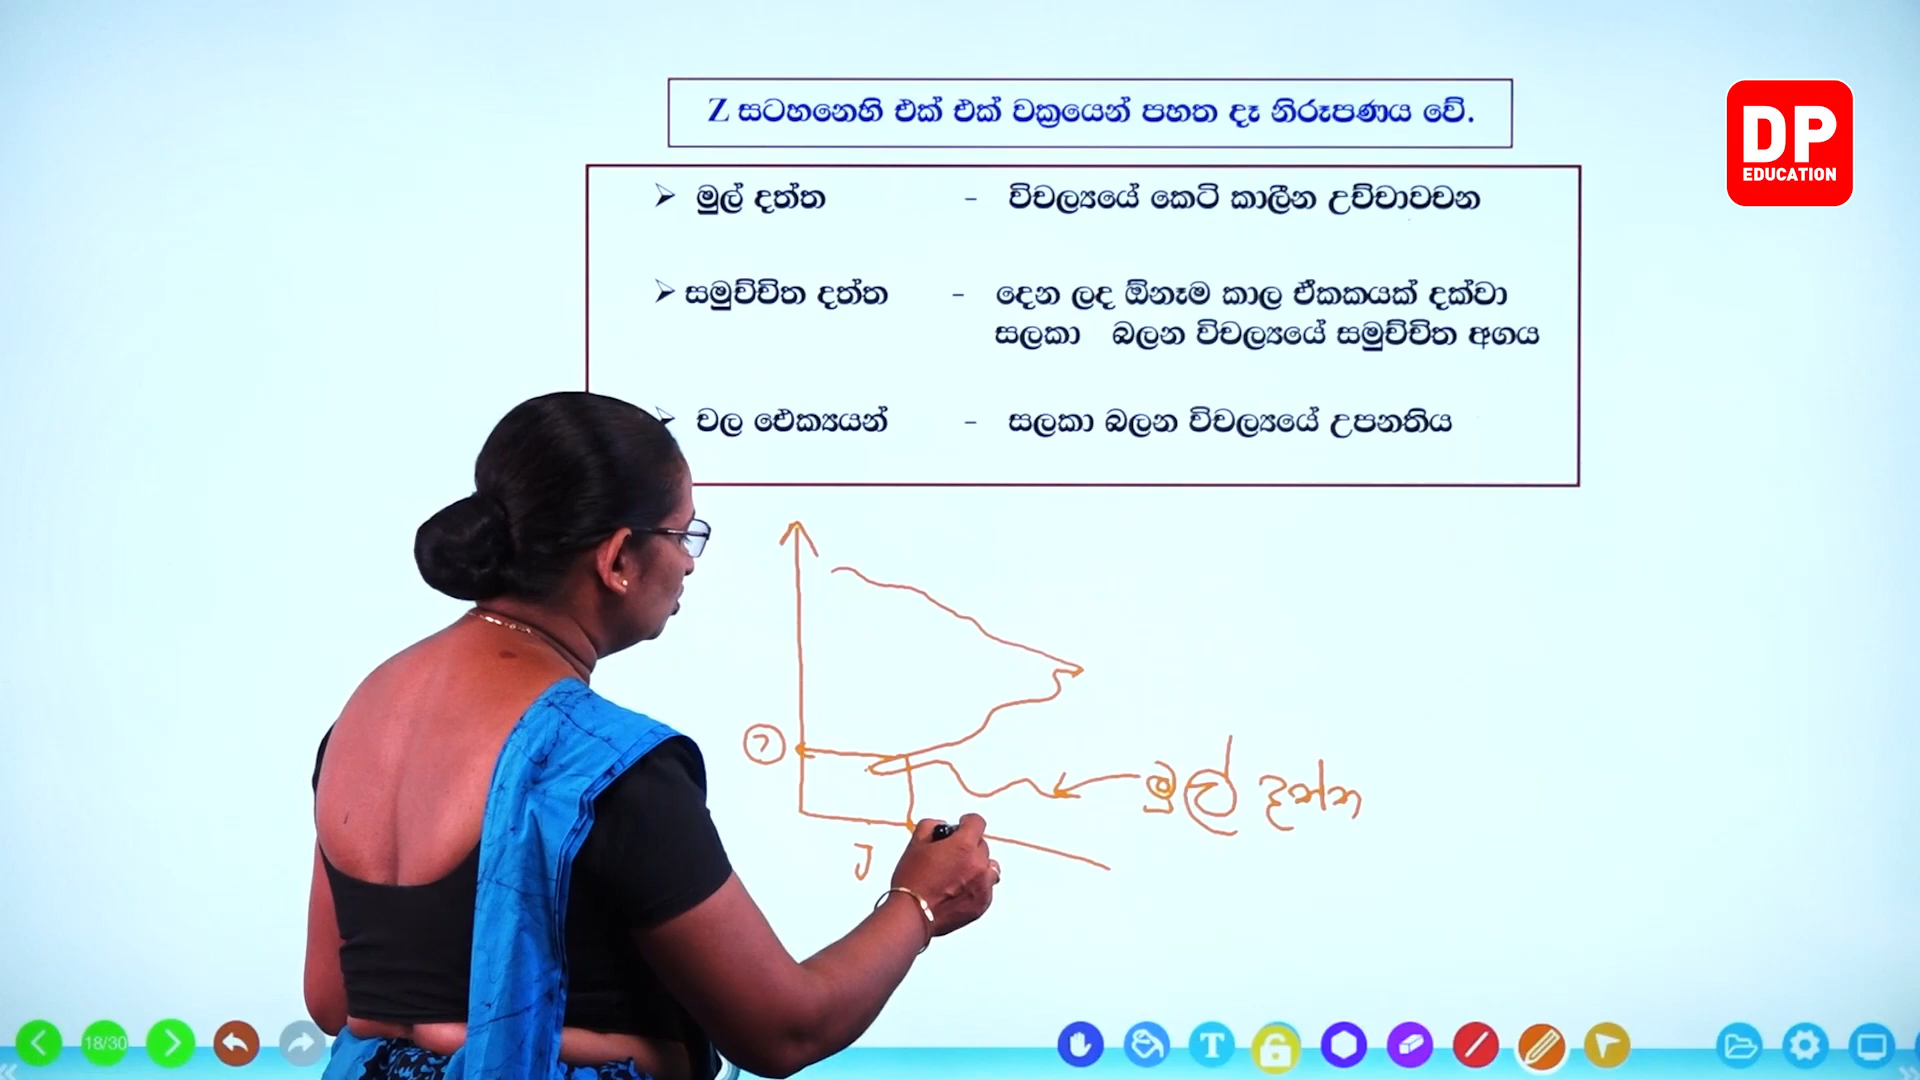 Z සටහනෙහි එක් එක් වක්‍රයෙන් පහත දෑ නිරූපණය වේ.
DP
EDUCATION
➢ මුල් දත්ත - විචල්‍යයේ කෙටි කාලීන උච්චාවචන
➢ සමුච්චිත දත්ත - දෙන ලද ඕනෑම කාල ඒකකයක් දක්වා
සලකා බලන විචල්‍යයේ සමුච්චිත අගය
➢ චල ඓක්‍යයන් - සලකා බලන විචල්‍යයේ උපනතිය
මුල් දත්ත
J
18/30
T